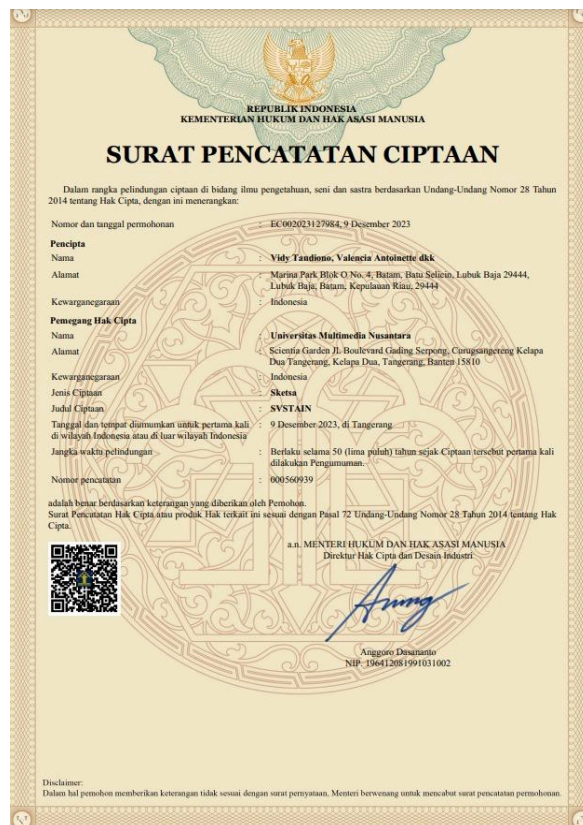 REPUBLIK INDONESIA
KEMENTERIAN HUKUM DAN HAK ASASI MANUSIA
SURAT PENCATATAN CIPTAAN
Dalam rangka pelindungan ciptaan di bidang ilmu pengetahuan, seni dan sastra berdasarkan Undang-Undang Nomor 28 Tahun
2014 tentang Hak Cipta, dengan ini menerangkan:
Nomor dan tanggal permohonan : EC002023127984, 9 Desember 2023
Pencipta
Nama : Vidy Taudiono, Valencia Antoinette dkk
Alamat : Marina Park Blok O No. 4, Batam, Batu Selicin, Lubuk Baja 29444,
Lubuk Baja, Batam, Kepulauan Riau, 29444
Kewarganegaraan : Indonesia
Pemegang Hak Cipta
Nama : Universitas Multimedia Nusantara
Alamat : Scientia Garden Jl. Boulevard Gading Serpong, Curugsangereng Kelapa
Dua Tangerang, Kelapa Dua, Tangerang, Banten 15810
Kewarganegaraan : Indonesia
Jenis Ciptaan : Sketsa
Judul Ciptaan : SVSTAIN
Tanggal dan tempat diumumkan untuk pertama kali : 9 Desember 2023, di Tangerang
di wilayah Indonesia atau di luar wilayah Indonesia
Jangka waktu pelindungan : Berlaku selama 50 (lima puluh) tahun sejak Ciptaan tersebut pertama kali
dilakukan Pengumuman.
Nomor pencatatan : 000560939
adalah benar berdasarkan keterangan yang diberikan oleh Pemohon.
Surat Pencatatan Hak Cipta atau produk Hak terkait ini sesuai dengan Pasal 72 Undang-Undang Nomor 28 Tahun 2014 tentang Hak
Cipta.
a.n. MENTERI HUKUM DAN HAK ASASI MANUSIA
Direktur Hak Cipta dan Desain Industri
Anggoro Dasananto
NIP. 196412081991031002
Disclaimer:
Dalam hal pemohon memberikan keterangan tidak sesuai dengan surat pernyataan, Menteri berwenang untuk mencabut surat pencatatan permohonan.